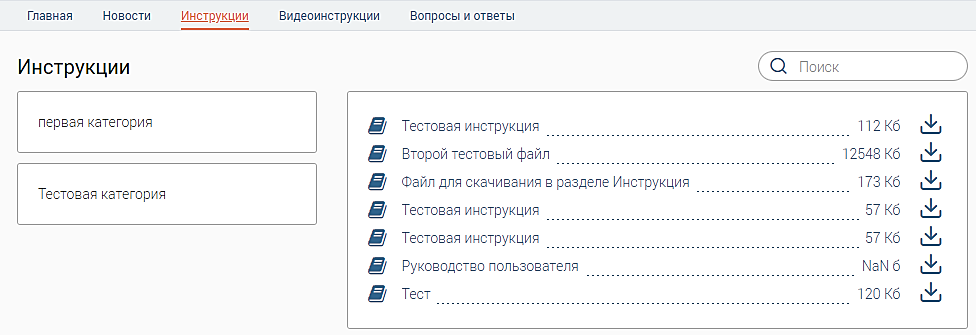 Главная Новости Инструкции Видеоинструкции Вопросы и ответы
Инструкции
Поиск
первая категория
Тестовая категория
Тестовая инструкция 112 Кб
Второй тестовый файл 12548 Кб
Файл для скачивания в разделе Инструкция 173 Кб
Тестовая инструкция 57 Кб
Тестовая инструкция 57 Кб
Руководство пользователя NaN б
Тест 120 Кб